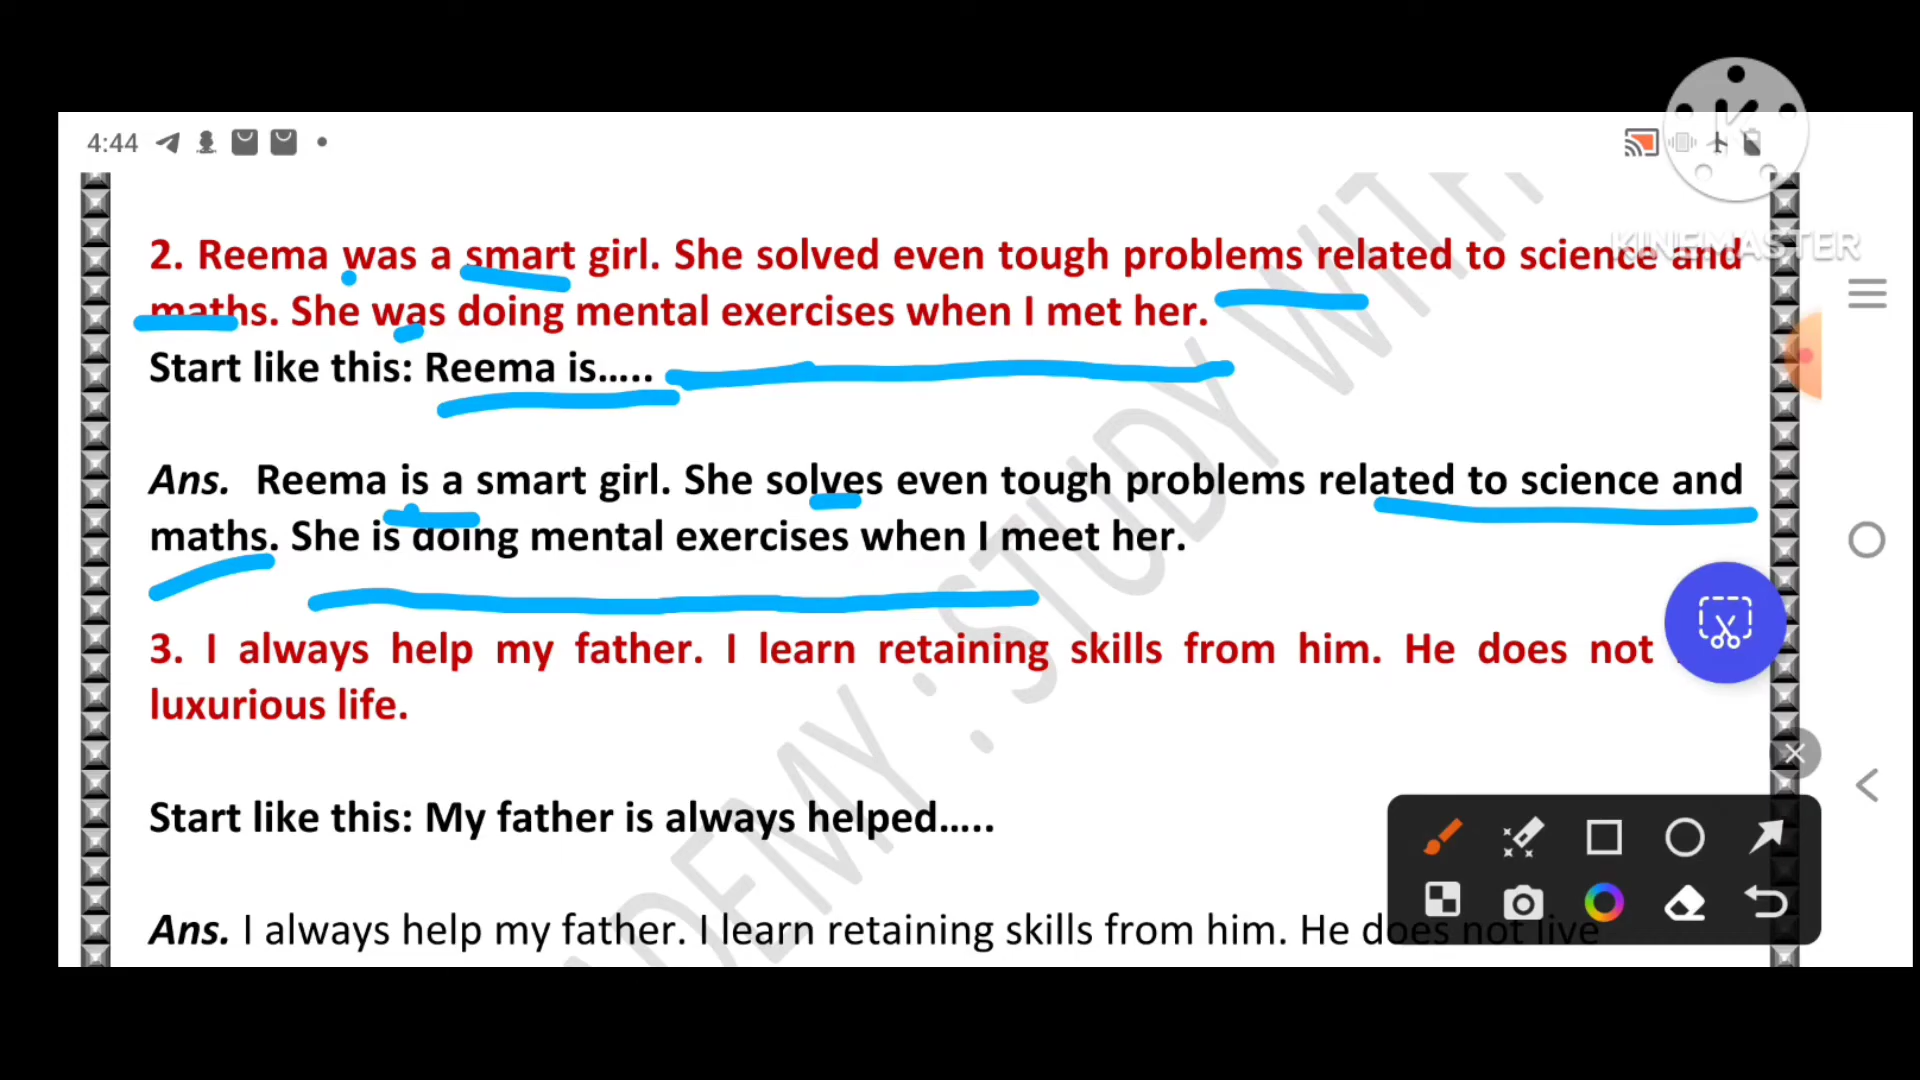 4:44
KINEMASTER
2. Reema was a smart girl. She solved even tough problems related to science and
maths. She was doing mental exercises when I met her.
Start like this: Reema is.....
Ans. Reema is a smart girl. She solves even tough problems related to science and
maths. She is doing mental exercises when I meet her.
3. I always help my father. I learn retaining skills from him. He does not
luxurious life.
Start like this: My father is always helped.....
Ans. I always help my father. I learn retaining skills from him. He does not live
DEMY : STUDY WITH